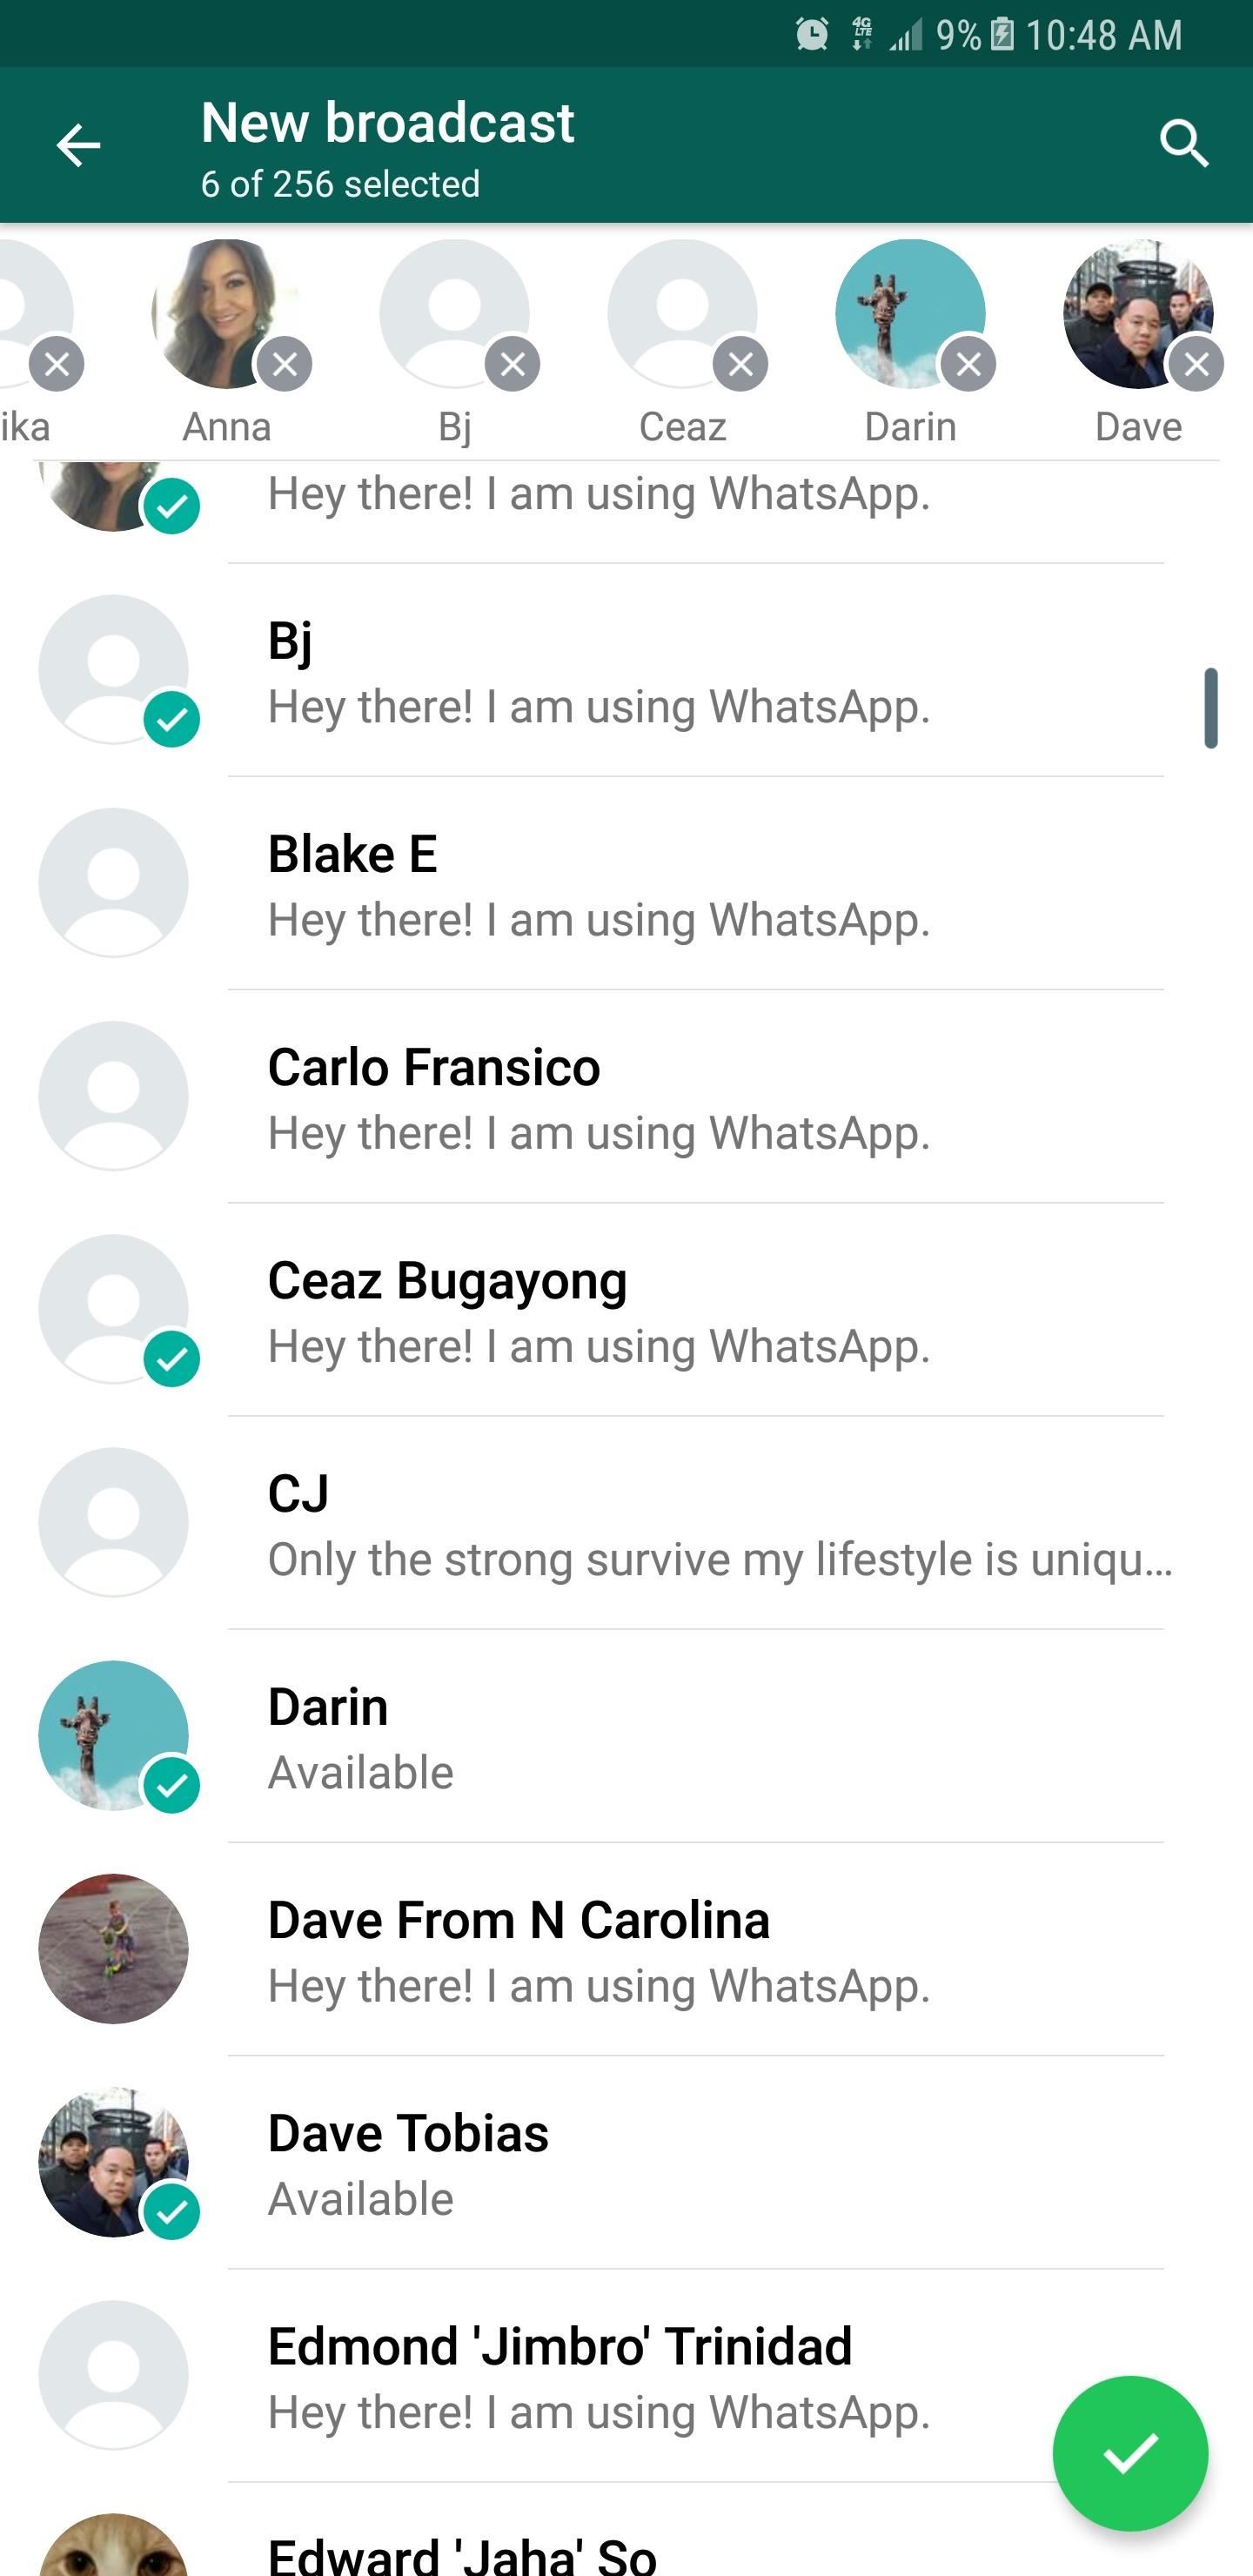 4G
LTE
9%
10:48 AM
New broadcast
6 of 256 selected
ika
Anna
Bj
Ceaz
Darin
Dave
Hey there! I am using WhatsApp.
Bj
Hey there! I am using WhatsApp.
Blake E
Hey there! I am using WhatsApp.
Carlo Fransico
Hey there! I am using WhatsApp.
Ceaz Bugayong
Hey there! I am using WhatsApp.
CJ
Only the strong survive my lifestyle is uniqu...
Darin
Available
Dave From N Carolina
Hey there! I am using WhatsApp.
Dave Tobias
Available
Edmond 'Jimbro' Trinidad
Hey there! I am using WhatsApp.
Edward 'Jaha' So